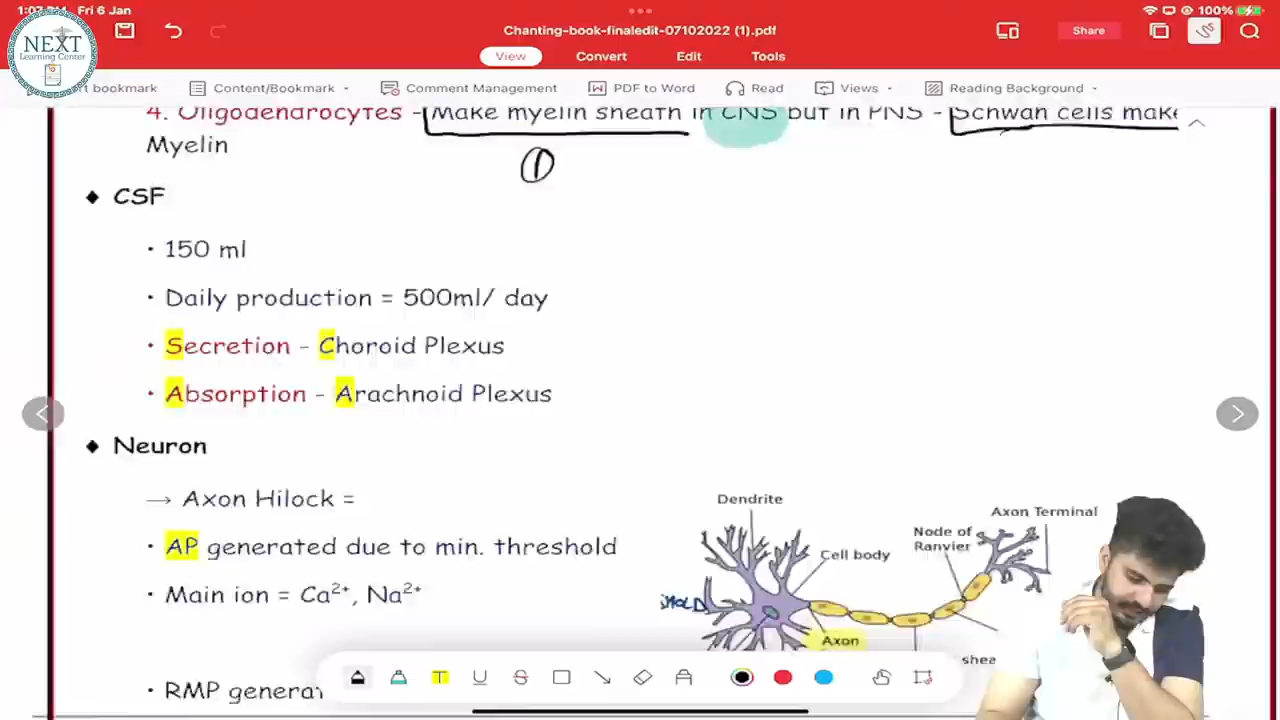 1:07 PM Fri 6 Jan
100%
NEXT
Learning Center
Chanting-book-finaledit-07102022 (1).pdf
Share
View
Convert
Edit
Tools
rt bookmark
Content/Bookmark
Comment Management
PDF to Word
Read
Views
Reading Background
4. Oligodendrocytes - Make myelin sheath in CNS but in PNS - Schwan cells make
Myelin
1
◆ CSF
• 150 ml
• Daily production = 500ml/ day
• Secretion - Choroid Plexus
• Absorption - Arachnoid Plexus
◆ Neuron
→ Axon Hilock =
• AP generated due to min. threshold
• Main ion = Ca²⁺, Na²⁺
• RMP generat
Dendrite
Cell body
Node of
Ranvier
Axon Terminal
Axon
shea